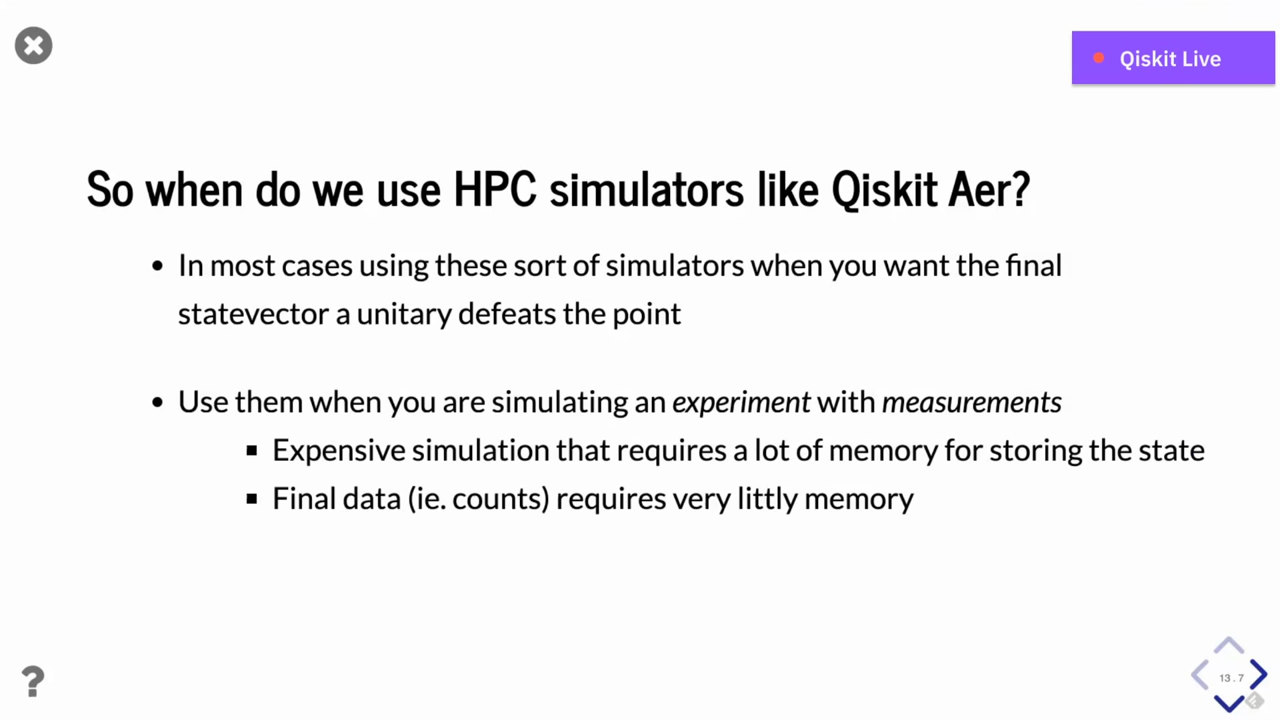 Qiskit Live
So when do we use HPC simulators like Qiskit Aer?
In most cases using these sort of simulators when you want the final
statevector a unitary defeats the point
Use them when you are simulating an experiment with measurements
Expensive simulation that requires a lot of memory for storing the state
Final data (ie. counts) requires very littly memory
?
13.7